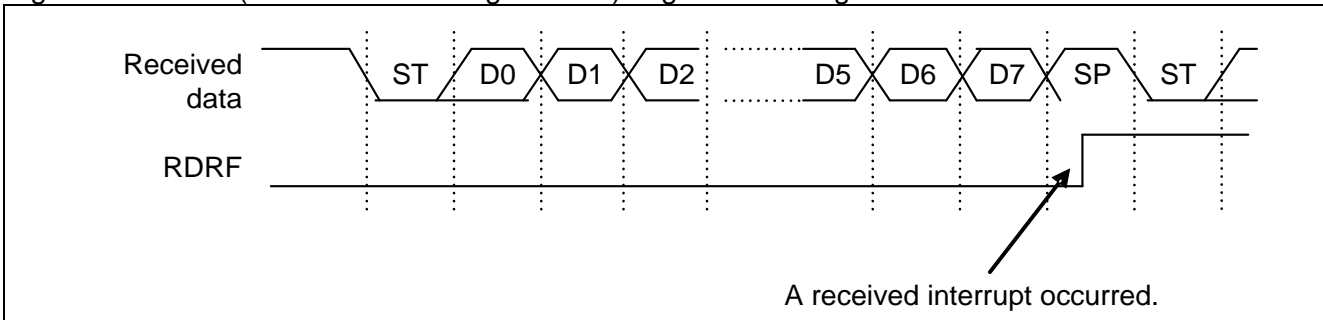 Received data
ST D0 D1 D2 D5 D6 D7 SP ST
RDRF
A received interrupt occurred.